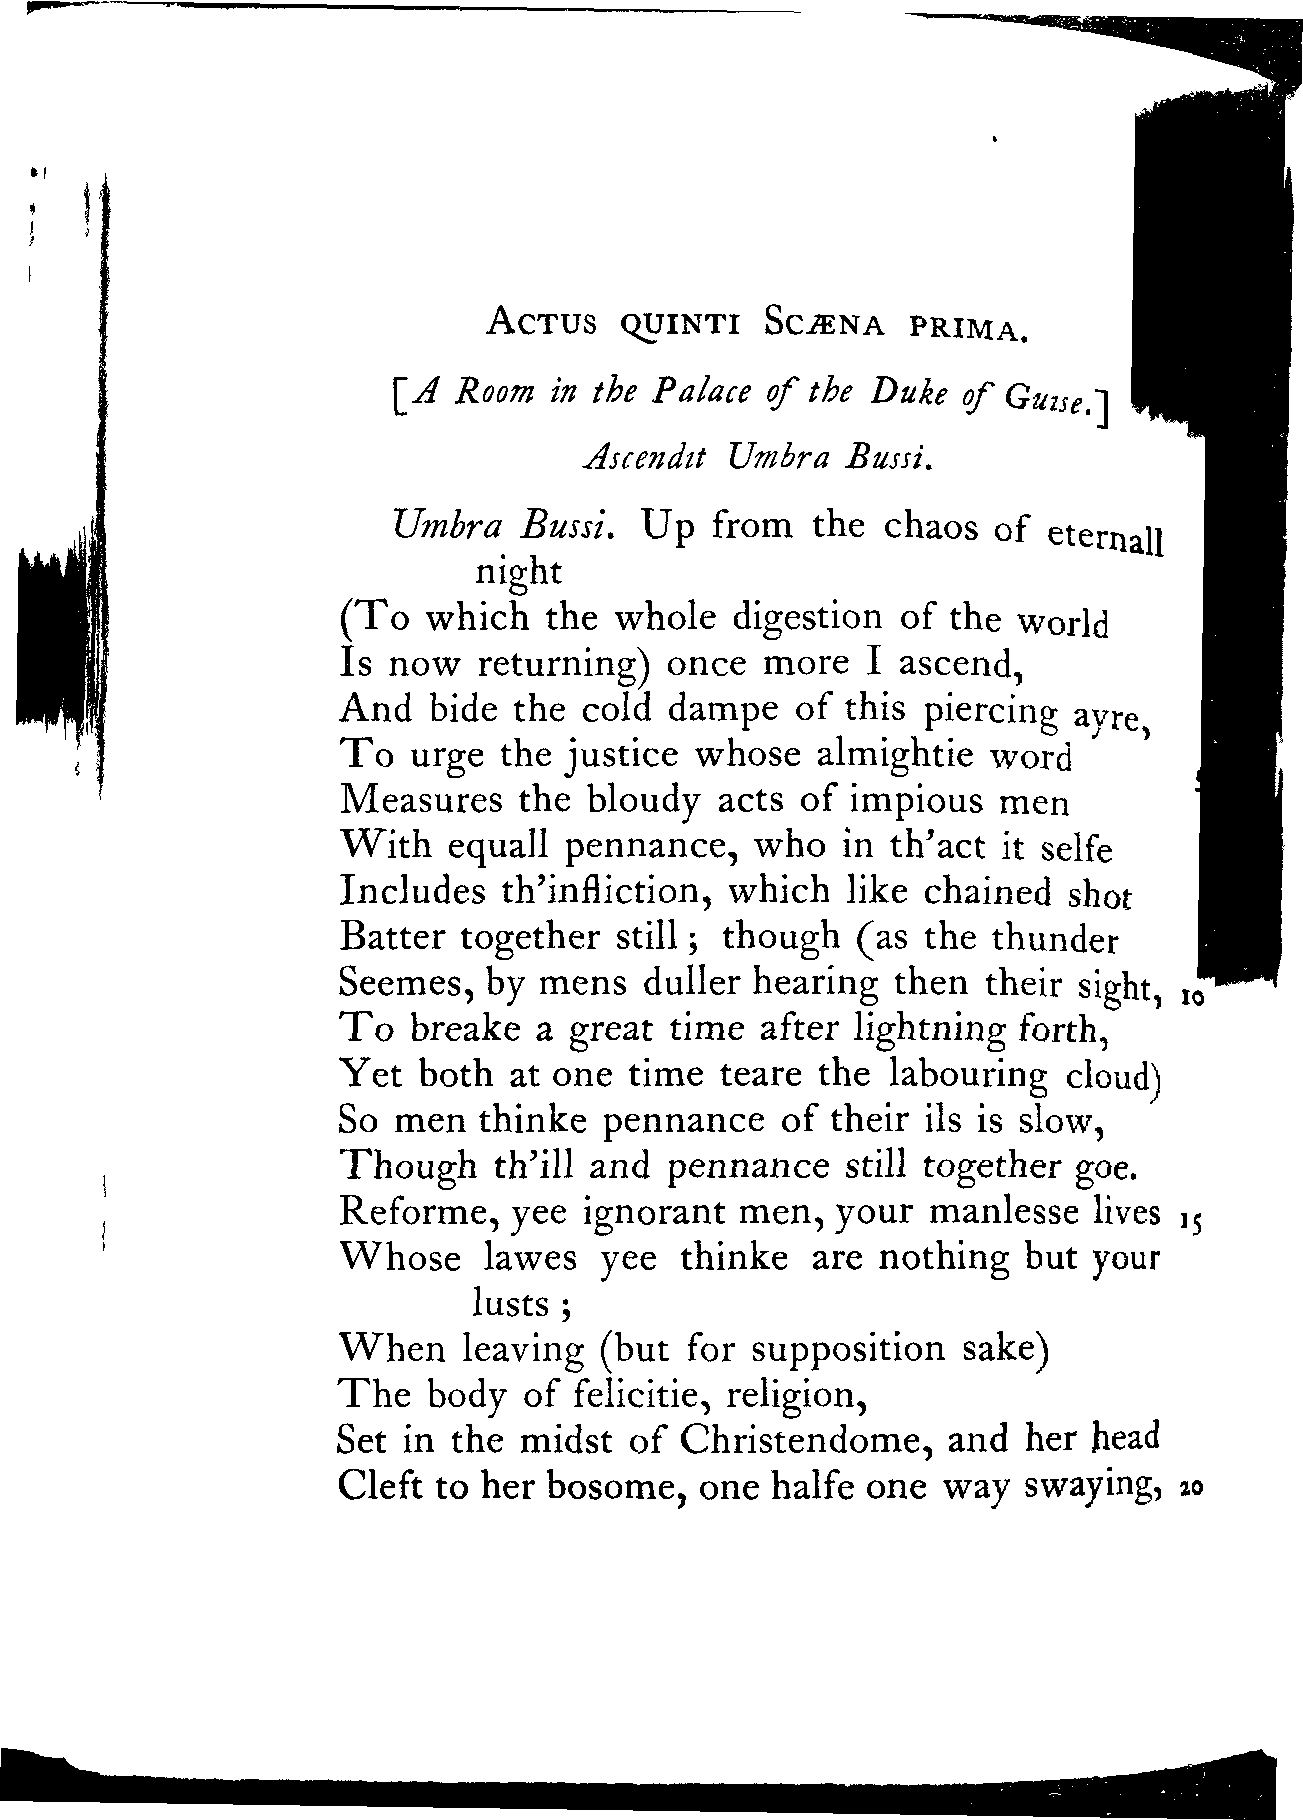 ACTUS QUINTI SCÆNA PRIMA.
[A Room in the Palace of the Duke of Guise.]
Ascendit Umbra Bussi.
Umbra Bussi. Up from the chaos of eternall
night
(To which the whole digestion of the world
Is now returning) once more I ascend,
And bide the cold dampe of this piercing ayre,
To urge the justice whose almightie word
Measures the bloudy acts of impious men
With equall pennance, who in th'act it selfe
Includes th'infliction, which like chained shot
Batter together still; though (as the thunder
Seemes, by mens duller hearing then their sight, 10
To breake a great time after lightning forth,
Yet both at one time teare the labouring cloud)
So men thinke pennance of their ils is slow,
Though th'ill and pennance still together goe.
Reforme, yee ignorant men, your manlesse lives 15
Whose lawes yee thinke are nothing but your
lusts;
When leaving (but for supposition sake)
The body of felicitie, religion,
Set in the midst of Christendome, and her head
Cleft to her bosome, one halfe one way swaying, 20